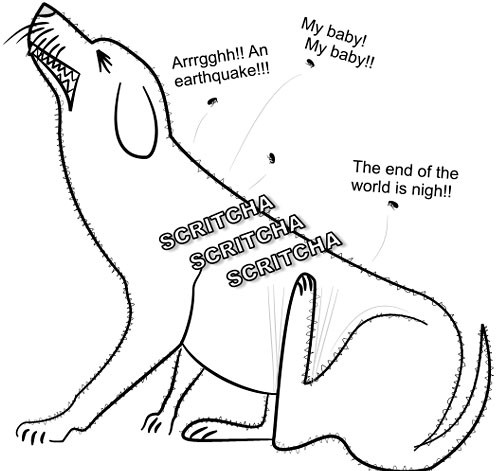 My baby!
My baby!!
Arrrgghh!! An
earthquake!!!
The end of the
world is nigh!!
SCRITCHA
SCRITCHA
SCRITCHA